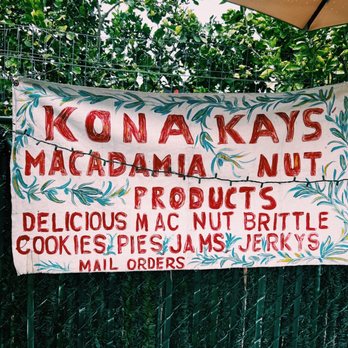 KONA KAYS
MACADAMIA NUT
PRODUCTS
DELICIOUS MAC NUT BRITTLE
COOKIES PIES JAMS JERKYS
MAIL ORDERS